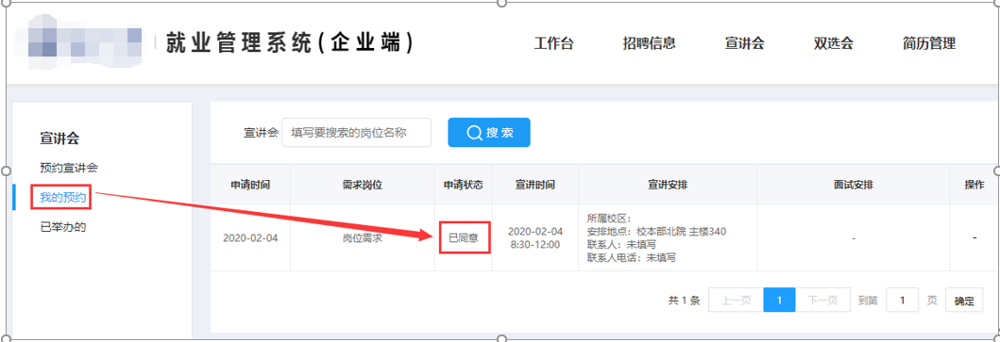 就业管理系统(企业端)
工作台 招聘信息 宣讲会 双选会 简历管理
宣讲会
预约宣讲会
我的预约
已举办的
宣讲会 填写要搜索的岗位名称 搜 索
申请时间 需求岗位 申请状态 宣讲时间 宣讲安排 面试安排 操作
2020-02-04 岗位需求 已同意 2020-02-04
8:30-12:00
所属校区：
安排地点：校本部北院 主楼340
联系人：未填写
联系人电话：未填写
- -
共 1 条 上一页 1 下一页 到第 1 页 确定